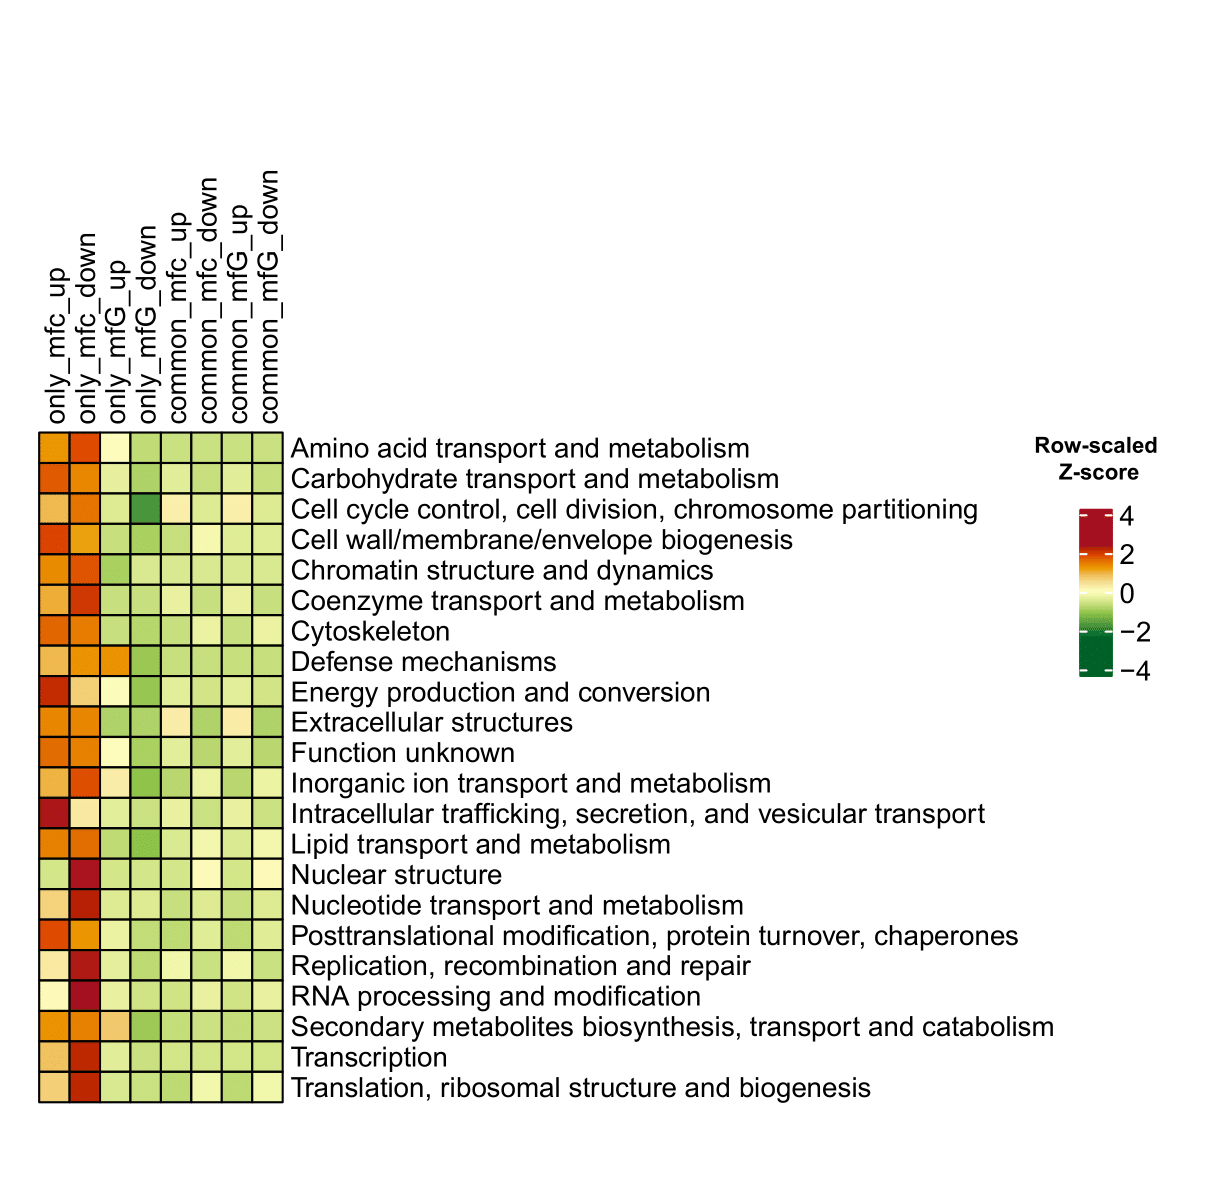 only_mfc_up
only_mfc_down
only_mfG_up
only_mfG_down
common_mfc_up
common_mfc_down
common_mfG_up
common_mfG_down
Amino acid transport and metabolism
Carbohydrate transport and metabolism
Cell cycle control, cell division, chromosome partitioning
Cell wall/membrane/envelope biogenesis
Chromatin structure and dynamics
Coenzyme transport and metabolism
Cytoskeleton
Defense mechanisms
Energy production and conversion
Extracellular structures
Function unknown
Inorganic ion transport and metabolism
Intracellular trafficking, secretion, and vesicular transport
Lipid transport and metabolism
Nuclear structure
Nucleotide transport and metabolism
Posttranslational modification, protein turnover, chaperones
Replication, recombination and repair
RNA processing and modification
Secondary metabolites biosynthesis, transport and catabolism
Transcription
Translation, ribosomal structure and biogenesis
Row-scaled
Z-score
4
2
0
−2
−4